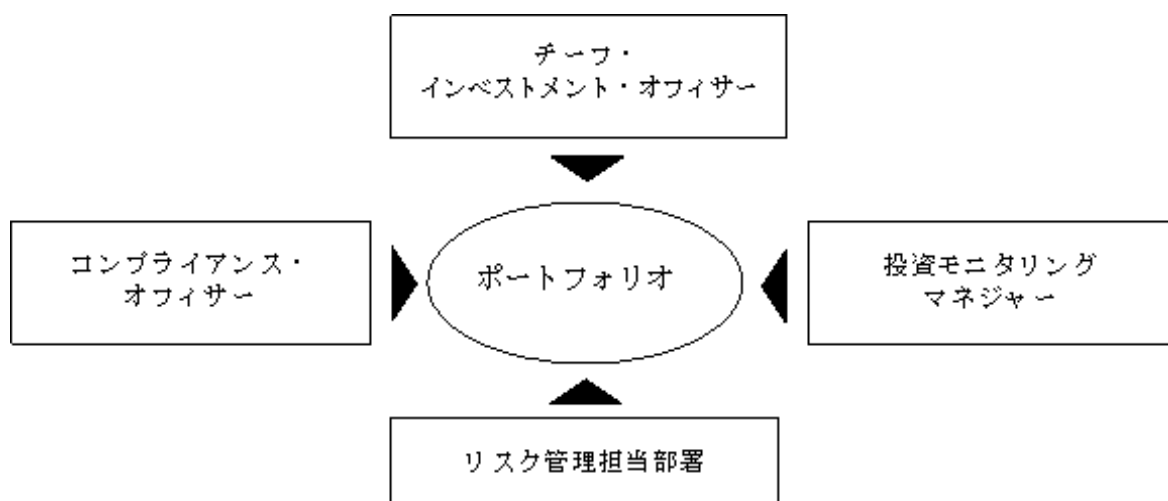 チーフ・
インベストメント・オフィサー
コンプライアンス・
オフィサー
ポートフォリオ
投資モニタリング
マネジャー
リスク管理担当部署